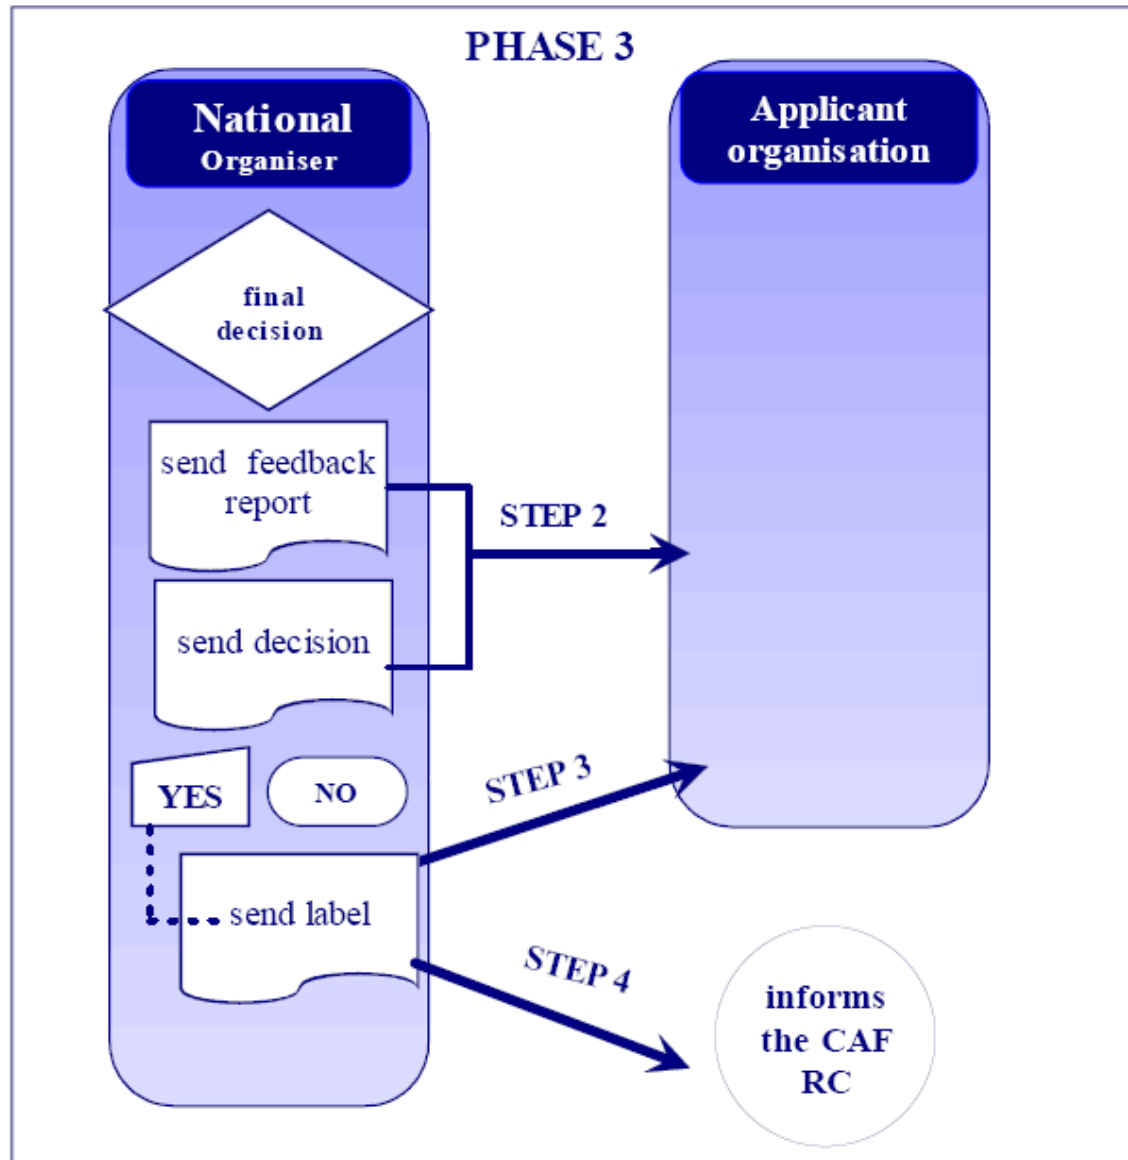 PHASE 3
National
Organiser
Applicant
organisation
final
decision
send feedback
report
STEP 2
send decision
STEP 3
YES
NO
send label
STEP 4
informs
the CAF
RC